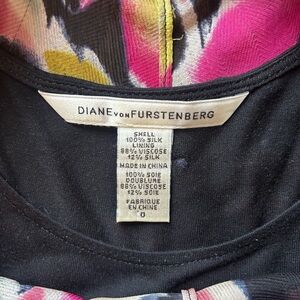 DIANE VON FURSTENBERG
SHELL
100% SILK
LINING
88% VISCOSE
12% SILK
MADE IN CHINA
100% SOIE
DOUBLURE
88% VISCOSE
12% SOIE
FABRIQUE
EN CHINE
0